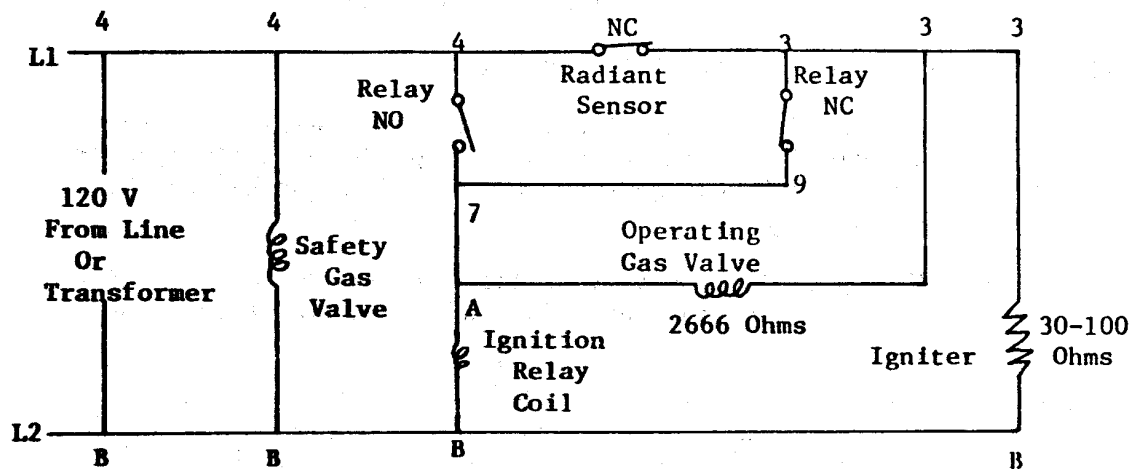 4
4
4
NC
3
3
3
L1
Radiant
Sensor
Relay
NO
Relay
NC
120 V
From Line
Or
Transformer
Safety
Gas
Valve
7
9
Operating
Gas Valve
2666 Ohms
A
Ignition
Relay
Coil
Igniter
30-100
Ohms
L2
B
B
B
B